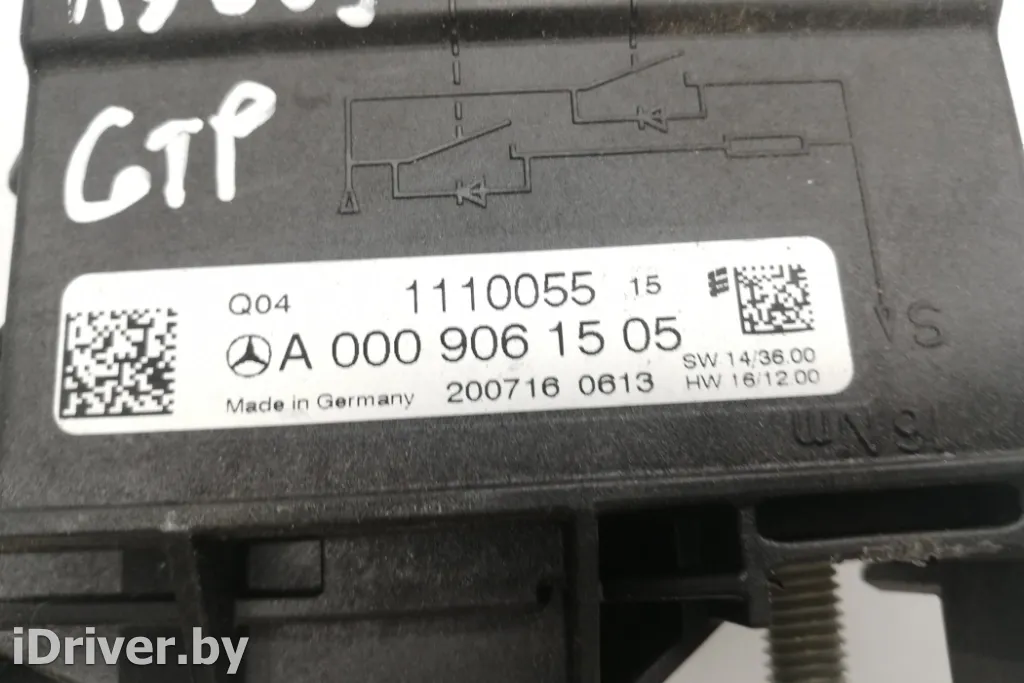 GTP
Q04 1110055 15
A 000 906 15 05
SW 14/36.00
Made in Germany 200716 0613 HW 16/12.00
iDriver.by